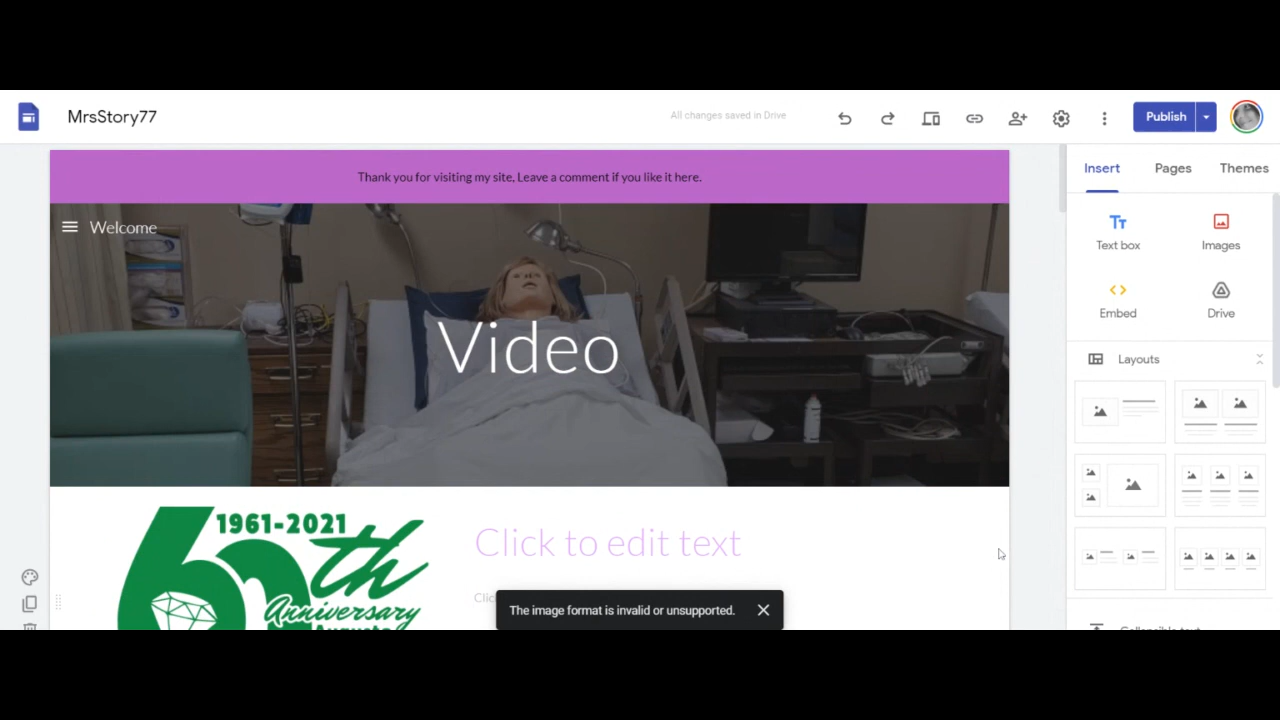 MrsStory77
All changes saved in Drive
Publish
Thank you for visiting my site, Leave a comment if you like it here.
Insert
Pages
Themes
Welcome
Text box
Images
Embed
Drive
Video
Layouts
1961-2021
60th
Anniversary
Click to edit text
Clic
The image format is invalid or unsupported.